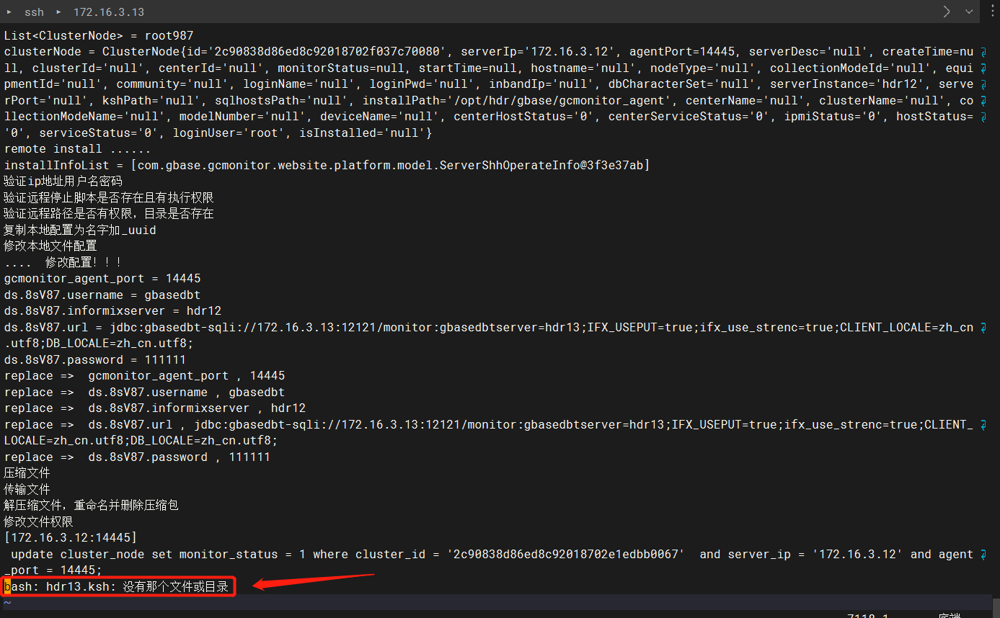 ssh 172.16.3.13
List<ClusterNode> = root987
clusterNode = ClusterNode{id='2c90838d86ed8c92018702f037c70080', serverIp='172.16.3.12', agentPort=14445, serverDesc='null', createTime=nu
ll, clusterId='null', centerId='null', monitorStatus=null, startTime=null, hostname='null', nodeType='null', collectionModeId='null', equi
pmentId='null', community='null', loginName='null', loginPwd='null', inbandIp='null', dbCharacterSet='null', serverInstance='hdr12', serve
rPort='null', kshPath='null', sqlhostsPath='null', installPath='/opt/hdr/gbase/gcmonitor_agent', centerName='null', clusterName='null', co
llectionModeName='null', modelNumber='null', deviceName='null', centerHostStatus='0', centerServiceStatus='0', ipmiStatus='0', hostStatus=
'0', serviceStatus='0', loginUser='root', isInstalled='null'}
remote install ......
installInfoList = [com.gbase.gcmonitor.website.platform.model.ServerShhOperateInfo@3f3e37ab]
验证ip地址用户名密码
验证远程停止脚本是否存在且有执行权限
验证远程路径是否有权限，目录是否存在
复制本地配置为名字加_uuid
修改本地文件配置
.... 修改配置！！！
gcmonitor_agent_port = 14445
ds.8sV87.username = gbasedbt
ds.8sV87.informixserver = hdr12
ds.8sV87.url = jdbc:gbasedbt-sqli://172.16.3.13:12121/monitor:gbasedbtserver=hdr13;IFX_USEPUT=true;ifx_use_strenc=true;CLIENT_LOCALE=zh_cn
.utf8;DB_LOCALE=zh_cn.utf8;
ds.8sV87.password = 111111
replace => gcmonitor_agent_port , 14445
replace => ds.8sV87.username , gbasedbt
replace => ds.8sV87.informixserver , hdr12
replace => ds.8sV87.url , jdbc:gbasedbt-sqli://172.16.3.13:12121/monitor:gbasedbtserver=hdr13;IFX_USEPUT=true;ifx_use_strenc=true;CLIENT_
LOCALE=zh_cn.utf8;DB_LOCALE=zh_cn.utf8;
replace => ds.8sV87.password , 111111
压缩文件
传输文件
解压缩文件，重命名并删除压缩包
修改文件权限
[172.16.3.12:14445]
update cluster_node set monitor_status = 1 where cluster_id = '2c90838d86ed8c92018702e1edbb0067' and server_ip = '172.16.3.12' and agent
_port = 14445;
bash: hdr13.ksh: 没有那个文件或目录
~